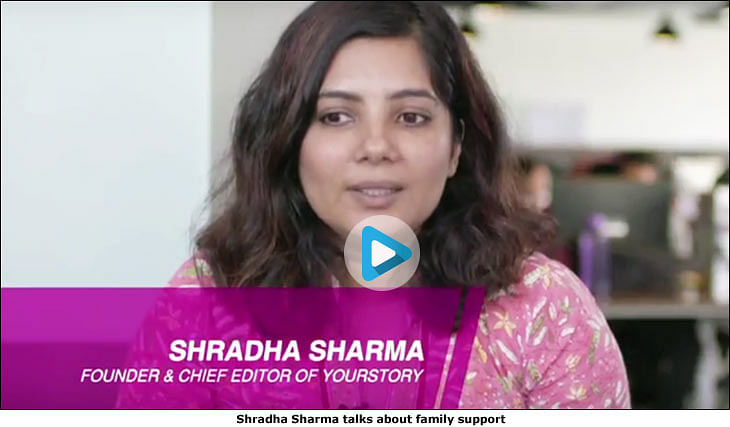 SHRADHA SHARMA
FOUNDER & CHIEF EDITOR OF YOURSTORY
Shradha Sharma talks about family support